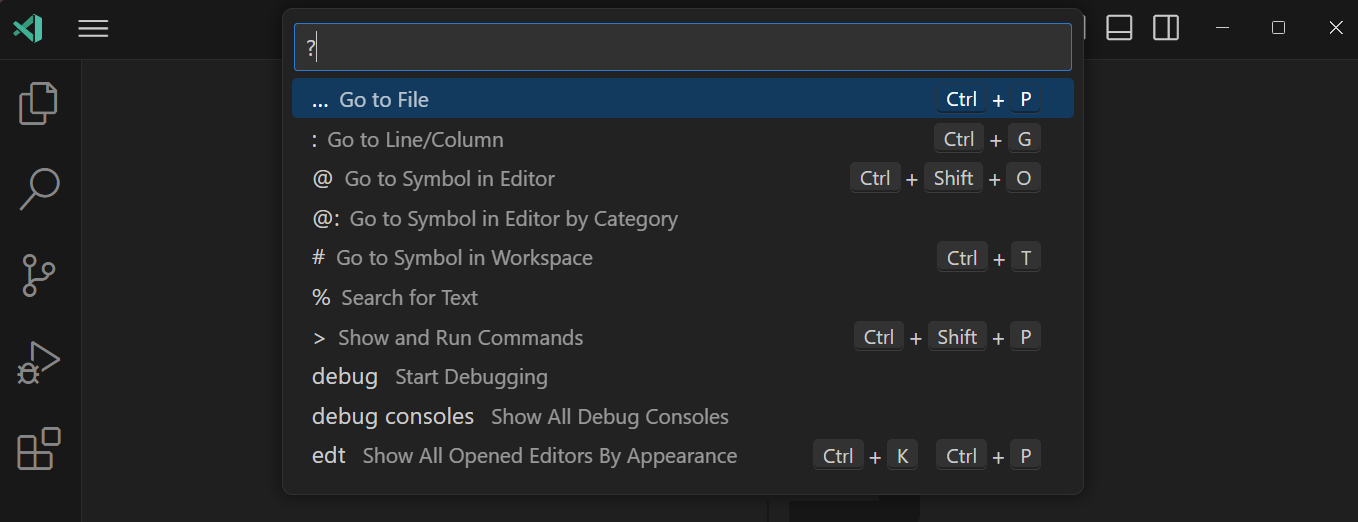 ?
... Go to File Ctrl + P
: Go to Line/Column Ctrl + G
@ Go to Symbol in Editor Ctrl + Shift + O
@: Go to Symbol in Editor by Category
# Go to Symbol in Workspace Ctrl + T
% Search for Text
> Show and Run Commands Ctrl + Shift + P
debug Start Debugging
debug consoles Show All Debug Consoles
edt Show All Opened Editors By Appearance Ctrl + K Ctrl + P